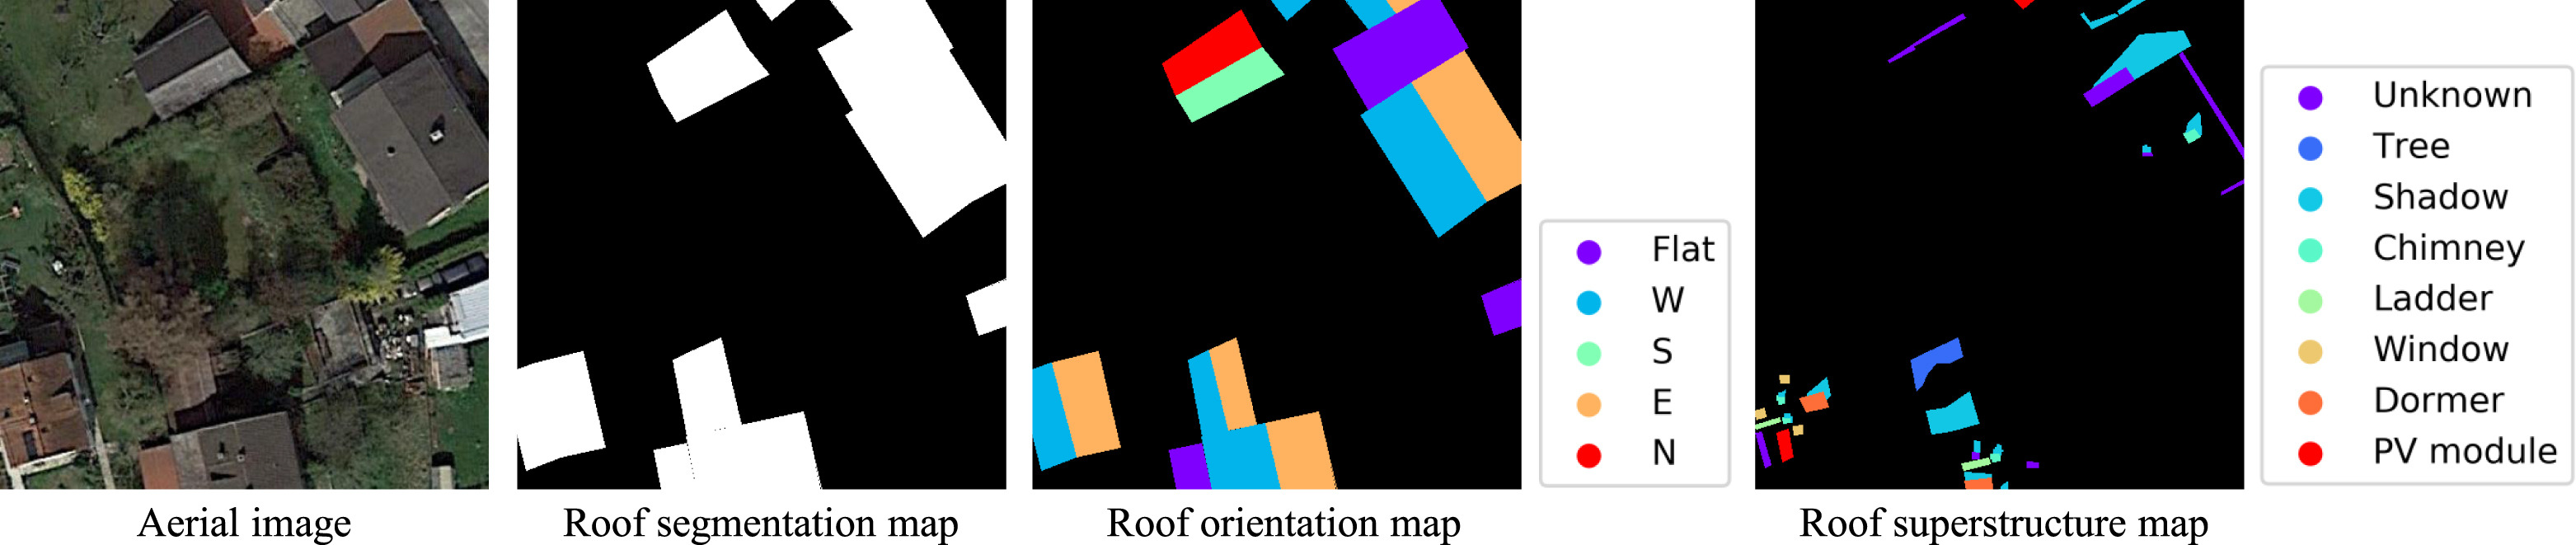 Flat
W
S
E
N
Unknown
Tree
Shadow
Chimney
Ladder
Window
Dormer
PV module
Aerial image
Roof segmentation map
Roof orientation map
Roof superstructure map